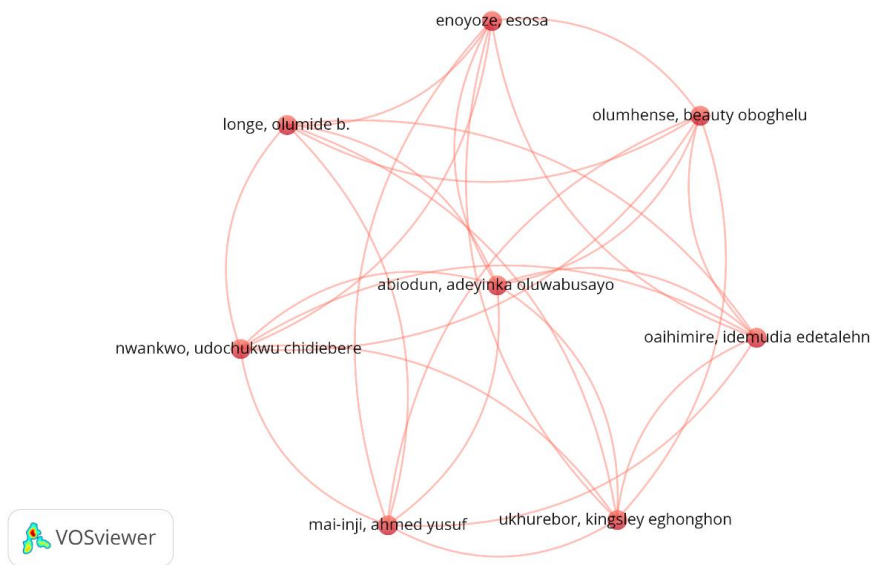 enoyoze, esosa
olumhense, beauty oboghelu
longe, olumide b.
abiodun, adeyinka oluwabusayo
oaihimire, idemudia edetalehn
nwankwo, udochukwu chidiebere
mai-inji, ahmed yusuf
ukhurebor, kingsley eghonghon
VOSviewer